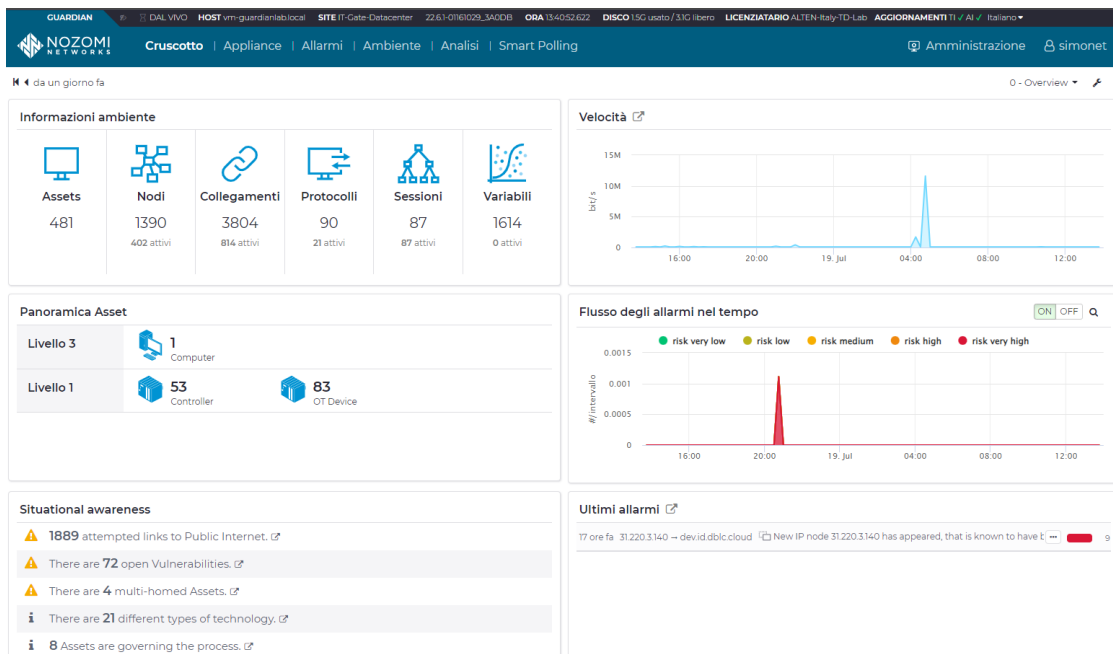 GUARDIAN DAL VIVO HOST vm-guardianlab.local SITE IT-Gate-Datacenter 22.6.1-01161029_3A0DB ORA 13:40:52.622 DISCO 1.5G usato / 3.1G libero LICENZIATARIO ALTEN-Italy-TD-Lab AGGIORNAMENTI TI ✓ AI ✓ Italiano
NOZOMI NETWORKS Cruscotto | Appliance | Allarmi | Ambiente | Analisi | Smart Polling Amministrazione simonet
da un giorno fa 0 - Overview
Informazioni ambiente
Assets Nodi Collegamenti Protocolli Sessioni Variabili
481 1390 3804 90 87 1614
402 attivi 814 attivi 21 attivi 87 attivi 0 attivi
Velocità
15M
10M
5M
0
bit/s
16:00 20:00 19. Jul 04:00 08:00 12:00
Panoramica Asset
Livello 3 1 Computer
Livello 1 53 Controller 83 OT Device
Flusso degli allarmi nel tempo ON OFF
risk very low risk low risk medium risk high risk very high
0.0015
0.001
0.0005
0
#/intervallo
16:00 20:00 19. Jul 04:00 08:00 12:00
Situational awareness
1889 attempted links to Public Internet.
There are 72 open Vulnerabilities.
There are 4 multi-homed Assets.
There are 21 different types of technology.
8 Assets are governing the process.
Ultimi allarmi
17 ore fa 31.220.3.140 → dev.id.dblc.cloud New IP node 31.220.3.140 has appeared, that is known to have ... 9